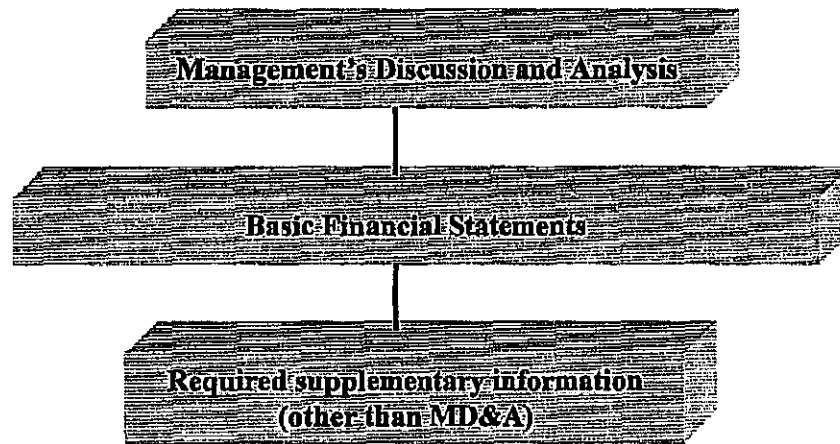 Management's Discussion and Analysis
Basic Financial Statements
Required supplementary information
(other than MD&A)